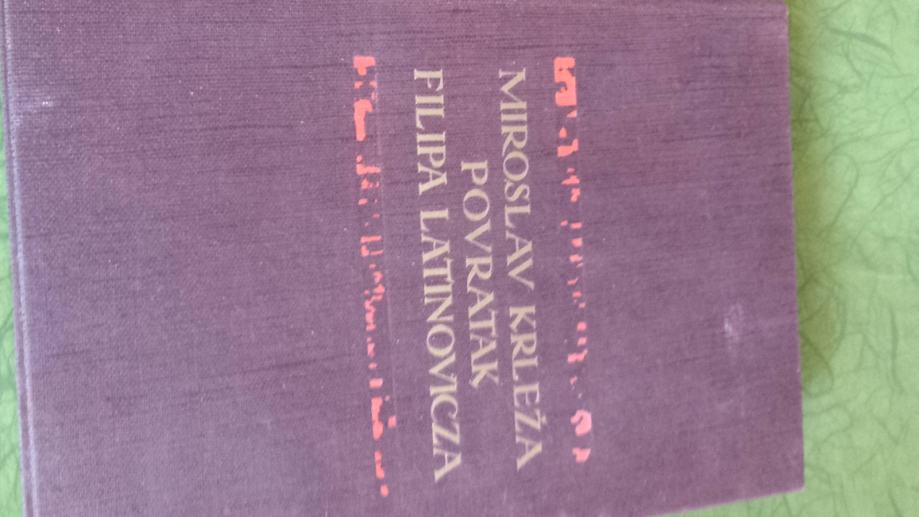 MIROSLAV KRLEŽA
POVRATAK
FILIPA LATINOVICZA